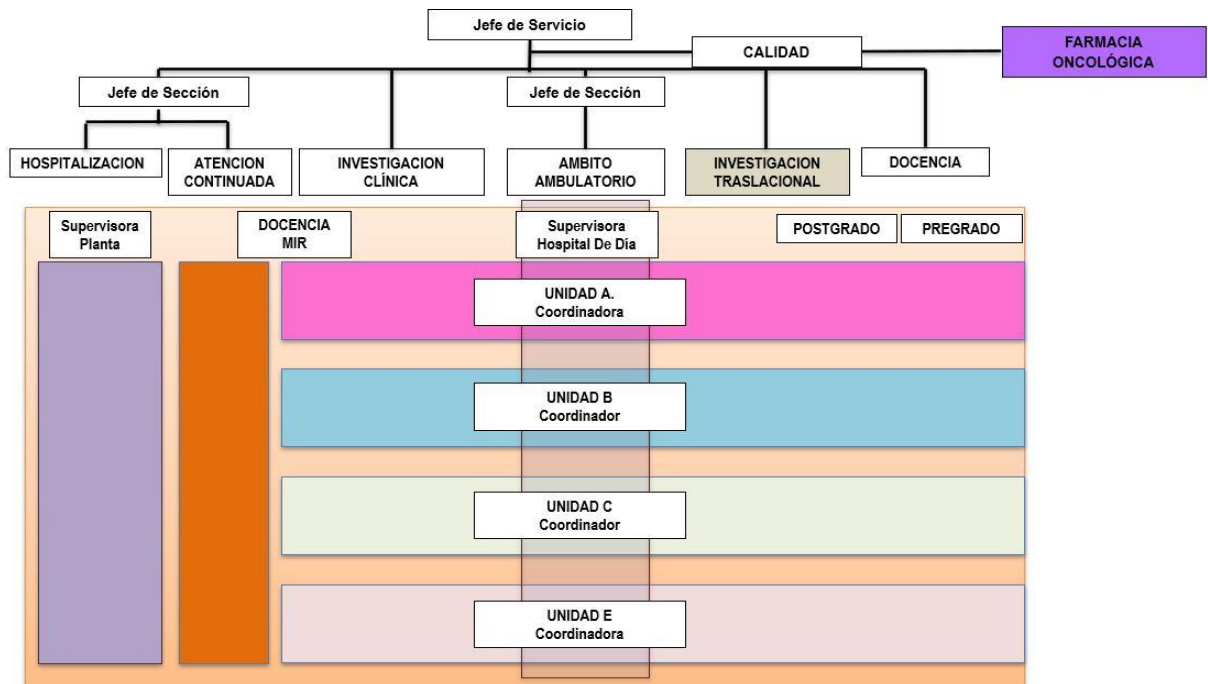 Jefe de Servicio
CALIDAD
FARMACIA
ONCOLÓGICA
Jefe de Sección
Jefe de Sección
HOSPITALIZACION
ATENCION
CONTINUADA
INVESTIGACION
CLÍNICA
AMBITO
AMBULATORIO
INVESTIGACION
TRASLACIONAL
DOCENCIA
Supervisora
Planta
DOCENCIA
MIR
Supervisora
Hospital De Día
POSTGRADO
PREGRADO
UNIDAD A.
Coordinadora
UNIDAD B
Coordinador
UNIDAD C
Coordinador
UNIDAD E
Coordinadora